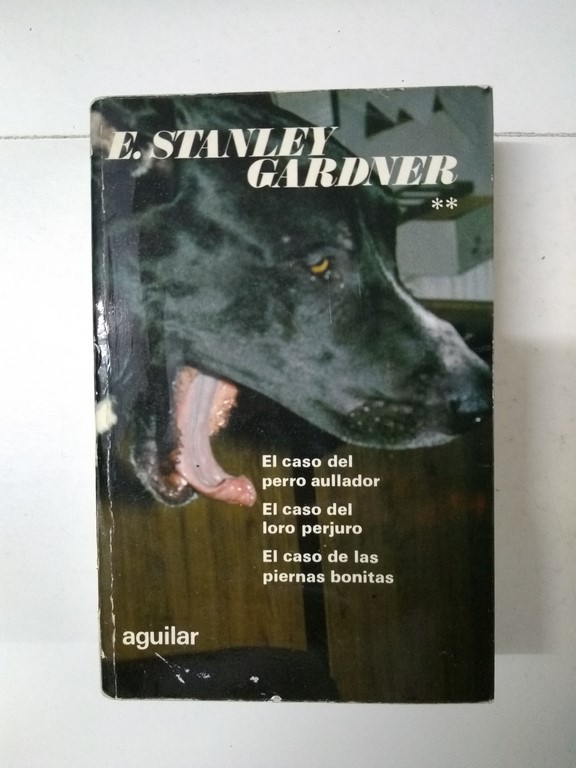 E. STANLEY
GARDNER
**
El caso del
perro aullador
El caso del
loro perjuro
El caso de las
piernas bonitas
aguilar